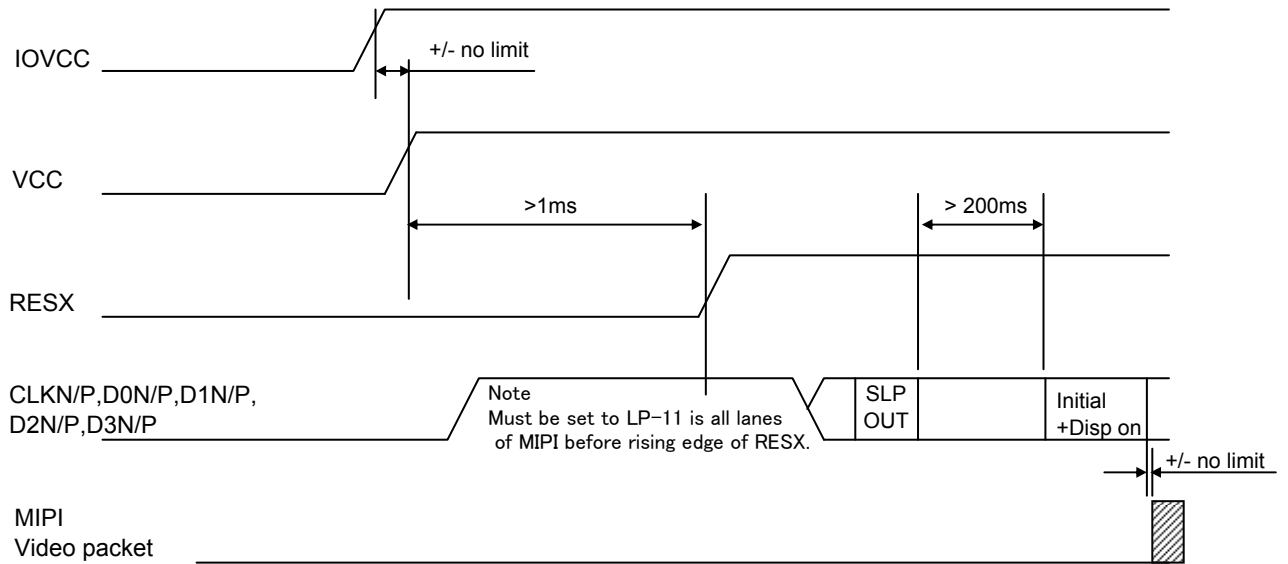 IOVCC
+/- no limit
VCC
>1ms
> 200ms
RESX
CLKN/P,D0N/P,D1N/P,
D2N/P,D3N/P
Note
Must be set to LP-11 is all lanes
of MIPI before rising edge of RESX.
SLP
OUT
Initial
+Disp on
+/- no limit
MIPI
Video packet